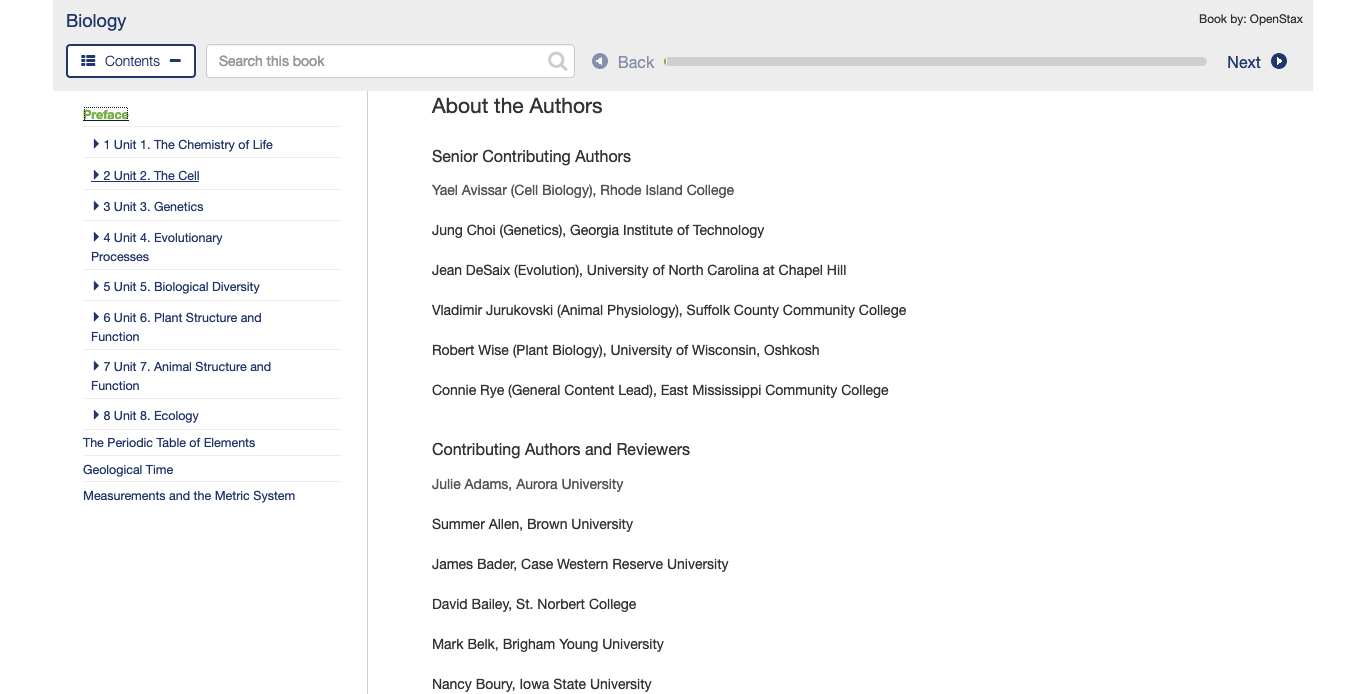 Biology
Book by: OpenStax
Contents
Search this book
Back
Next
Preface
1 Unit 1. The Chemistry of Life
2 Unit 2. The Cell
3 Unit 3. Genetics
4 Unit 4. Evolutionary
Processes
5 Unit 5. Biological Diversity
6 Unit 6. Plant Structure and
Function
7 Unit 7. Animal Structure and
Function
8 Unit 8. Ecology
The Periodic Table of Elements
Geological Time
Measurements and the Metric System
About the Authors
Senior Contributing Authors
Yael Avissar (Cell Biology), Rhode Island College
Jung Choi (Genetics), Georgia Institute of Technology
Jean DeSaix (Evolution), University of North Carolina at Chapel Hill
Vladimir Jurukovski (Animal Physiology), Suffolk County Community College
Robert Wise (Plant Biology), University of Wisconsin, Oshkosh
Connie Rye (General Content Lead), East Mississippi Community College
Contributing Authors and Reviewers
Julie Adams, Aurora University
Summer Allen, Brown University
James Bader, Case Western Reserve University
David Bailey, St. Norbert College
Mark Belk, Brigham Young University
Nancy Boury, Iowa State University